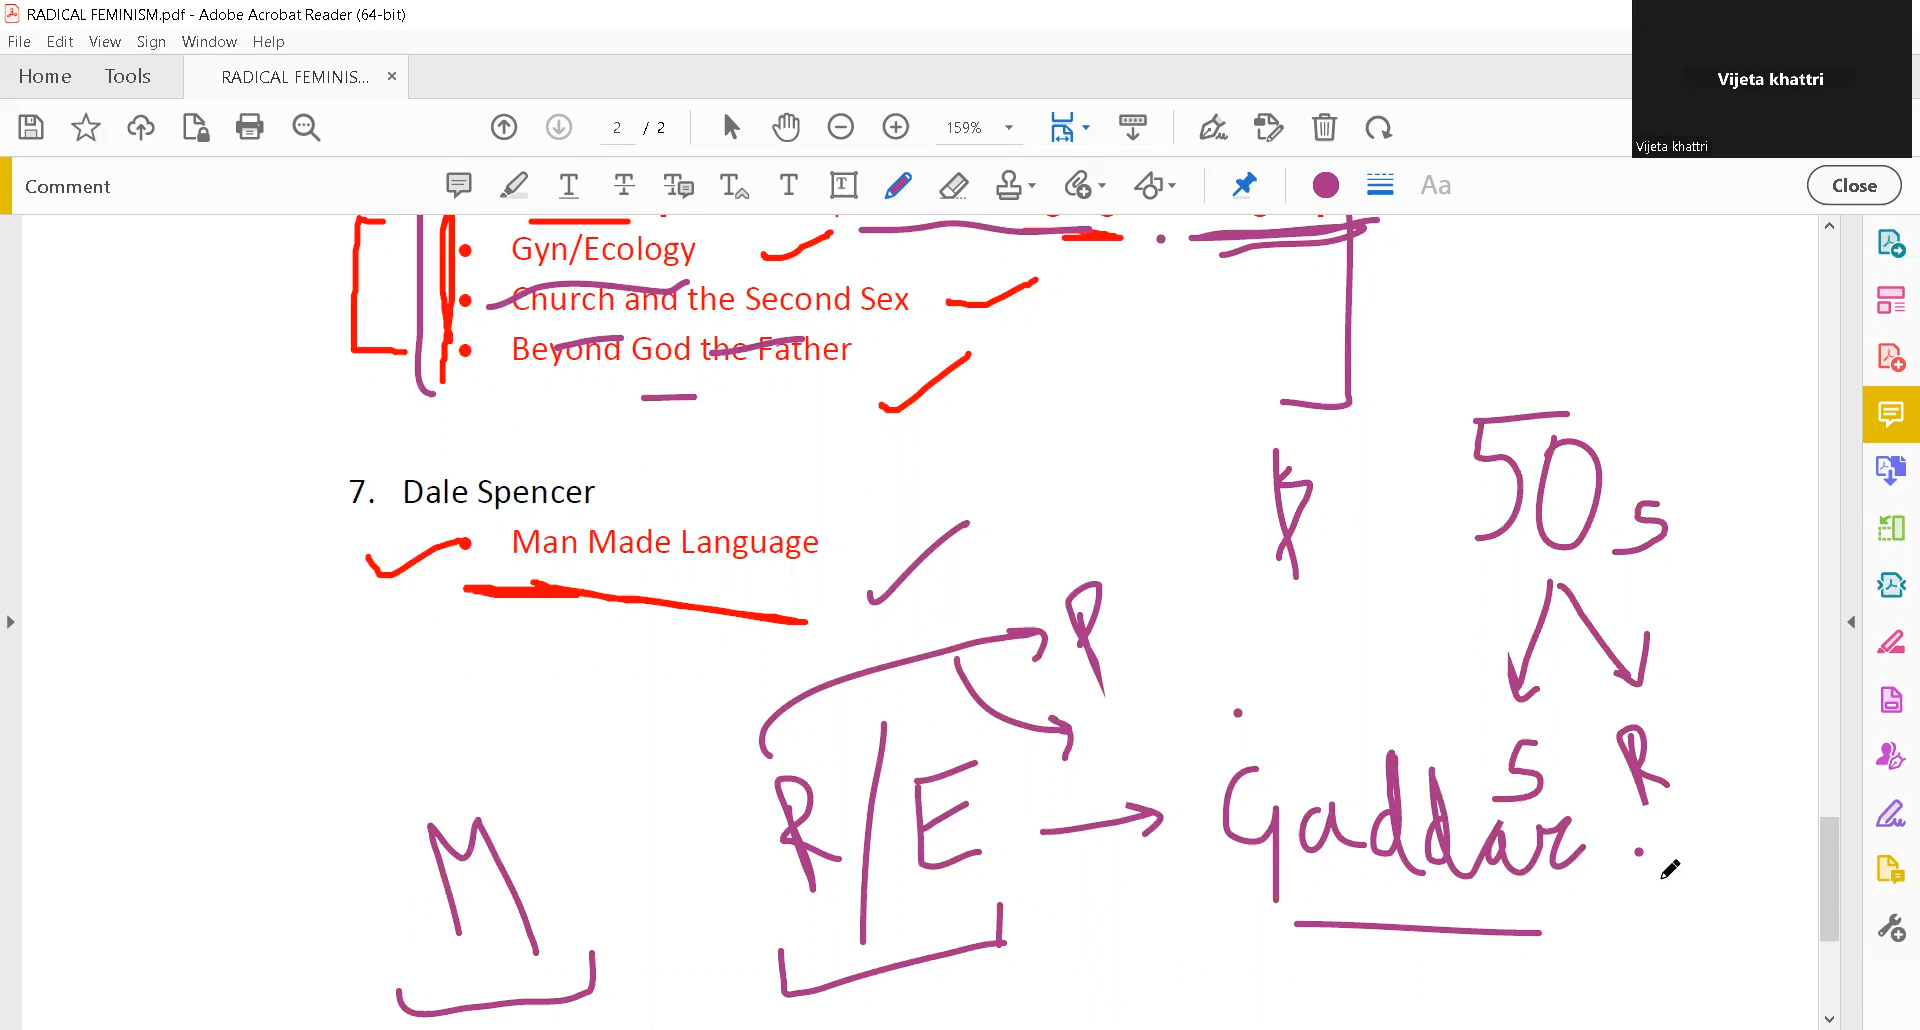 RADICAL FEMINISM.pdf - Adobe Acrobat Reader (64-bit)
File Edit View Sign Window Help
Home Tools RADICAL FEMINIS... ×
2 / 2 159%
Vijeta khattri
Vijeta khattri
Comment T T T Aa Close
• Gyn/Ecology
• Church and the Second Sex
• Beyond God the Father
50s
7. Dale Spencer
• Man Made Language
P
S R
M R/E → Gaddar